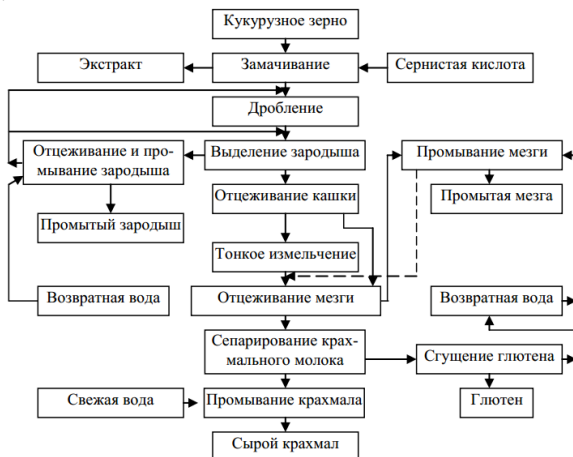 Кукурузное зерно
Экстракт
Замачивание
Сернистая кислота
Дробление
Отцеживание и про-
мывание зародыша
Выделение зародыша
Промывание мезги
Отцеживание кашки
Промытая мезга
Промытый зародыш
Тонкое измельчение
Возвратная вода
Отцеживание мезги
Возвратная вода
Сепарирование крах-
мального молока
Сгущение глютена
Свежая вода
Промывание крахмала
Глютен
Сырой крахмал